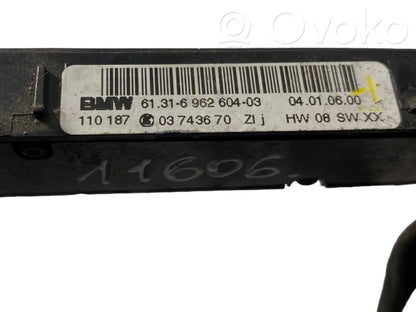 Ovoko
BMW 61.31-6 962 604-03 04.01.06.00
110 187 03 7436 70 ZI j HW 08 SW XX
11606